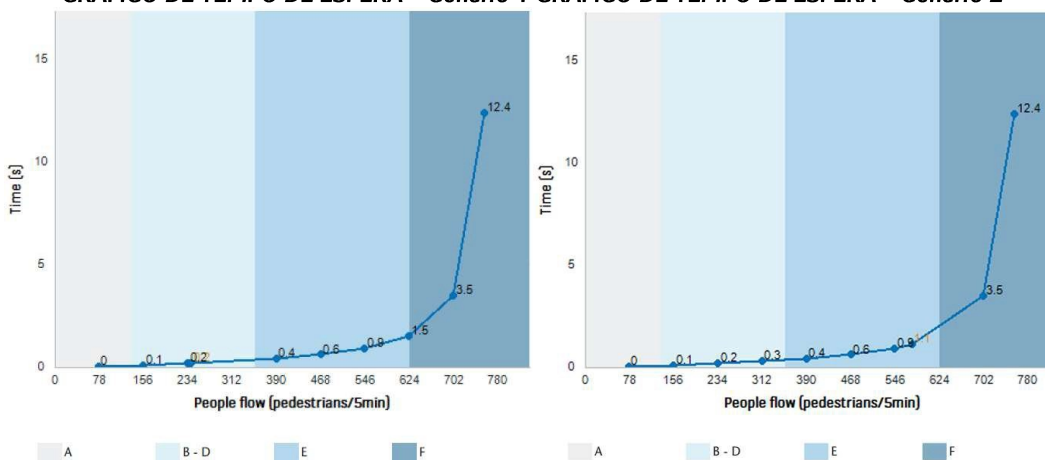 GRÁFICO DE TEMPO DE ESPERA – Cenário 1 GRÁFICO DE TEMPO DE ESPERA – Cenário 2
Time (s)
15
10
5
0
0 78 156 234 312 390 468 546 624 702 780
0 0.1 0.2 0.4 0.6 0.9 1.5 3.5 12.4
People flow (pedestrians/5min)
A B - D E F
Time (s)
15
10
5
0
0 78 156 234 312 390 468 546 624 702 780
0 0.1 0.2 0.3 0.4 0.6 0.9 1.1 3.5 12.4
People flow (pedestrians/5min)
A B - D E F